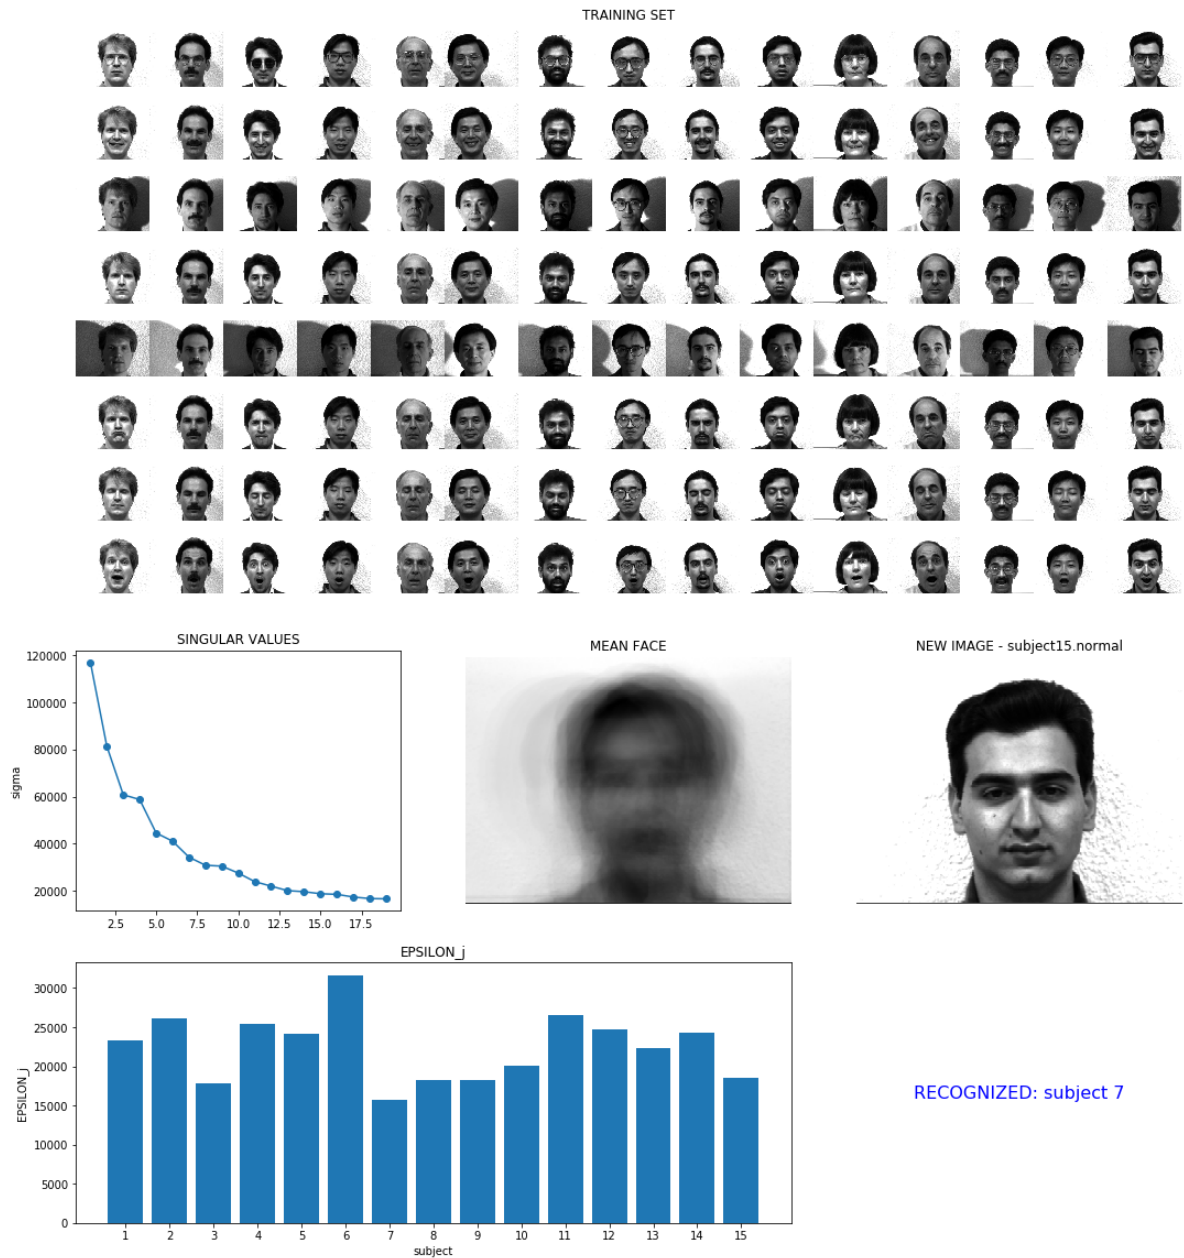 TRAINING SET
SINGULAR VALUES
MEAN FACE
NEW IMAGE - subject15.normal
120000
100000
80000
60000
40000
20000
sigma
2.5 5.0 7.5 10.0 12.5 15.0 17.5
EPSILON_j
30000
25000
20000
15000
10000
5000
0
EPSILON_j
1 2 3 4 5 6 7 8 9 10 11 12 13 14 15
subject
RECOGNIZED: subject 7